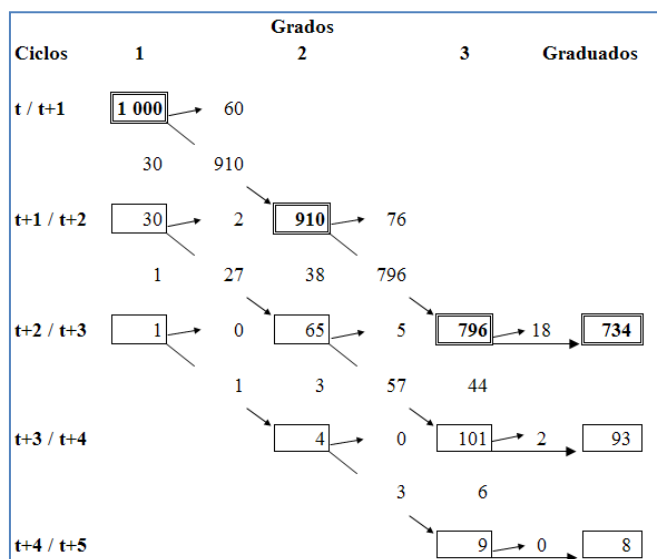 Grados
Ciclos 1 2 3 Graduados
t / t+1 1 000 60
30 910
t+1 / t+2 30 2 910 76
1 27 38 796
t+2 / t+3 1 0 65 5 796 18 734
1 3 57 44
t+3 / t+4 4 0 101 2 93
3 6
t+4 / t+5 9 0 8